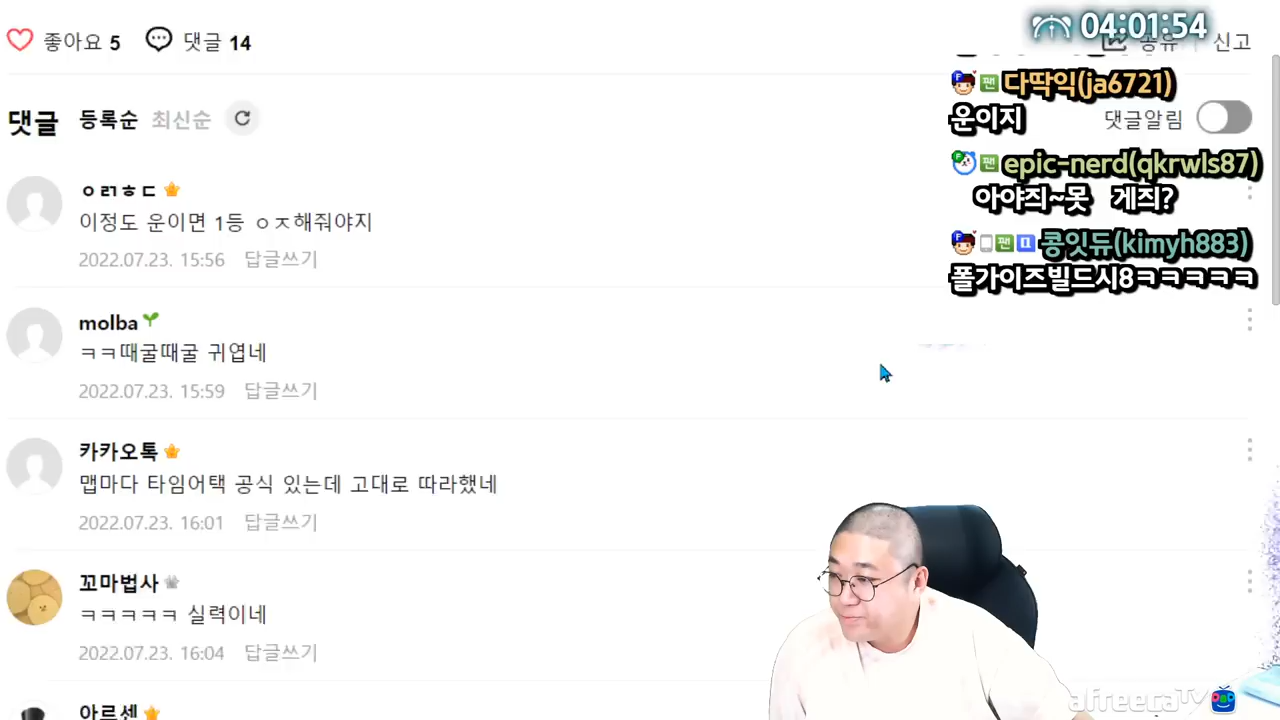 좋아요 5 댓글 14
04:01:54
공유 신고
댓글 등록순 최신순
댓글알림
다딱익(ja6721)
운이지
epic-nerd(qkrwls87)
아야즤~못 게즤?
콩잇듀(kimyh883)
폴가이즈빌드시8ㅋㅋㅋㅋㅋ
ㅇㄹㅎㄷ
이정도 운이면 1등 ㅇㅈ해줘야지
2022.07.23. 15:56 답글쓰기
molba
ㅋㅋ때굴때굴 귀엽네
2022.07.23. 15:59 답글쓰기
카카오톡
맵마다 타임어택 공식 있는데 고대로 따라했네
2022.07.23. 16:01 답글쓰기
꼬마법사
ㅋㅋㅋㅋㅋ 실력이네
2022.07.23. 16:04 답글쓰기
아르센
afreecaTV